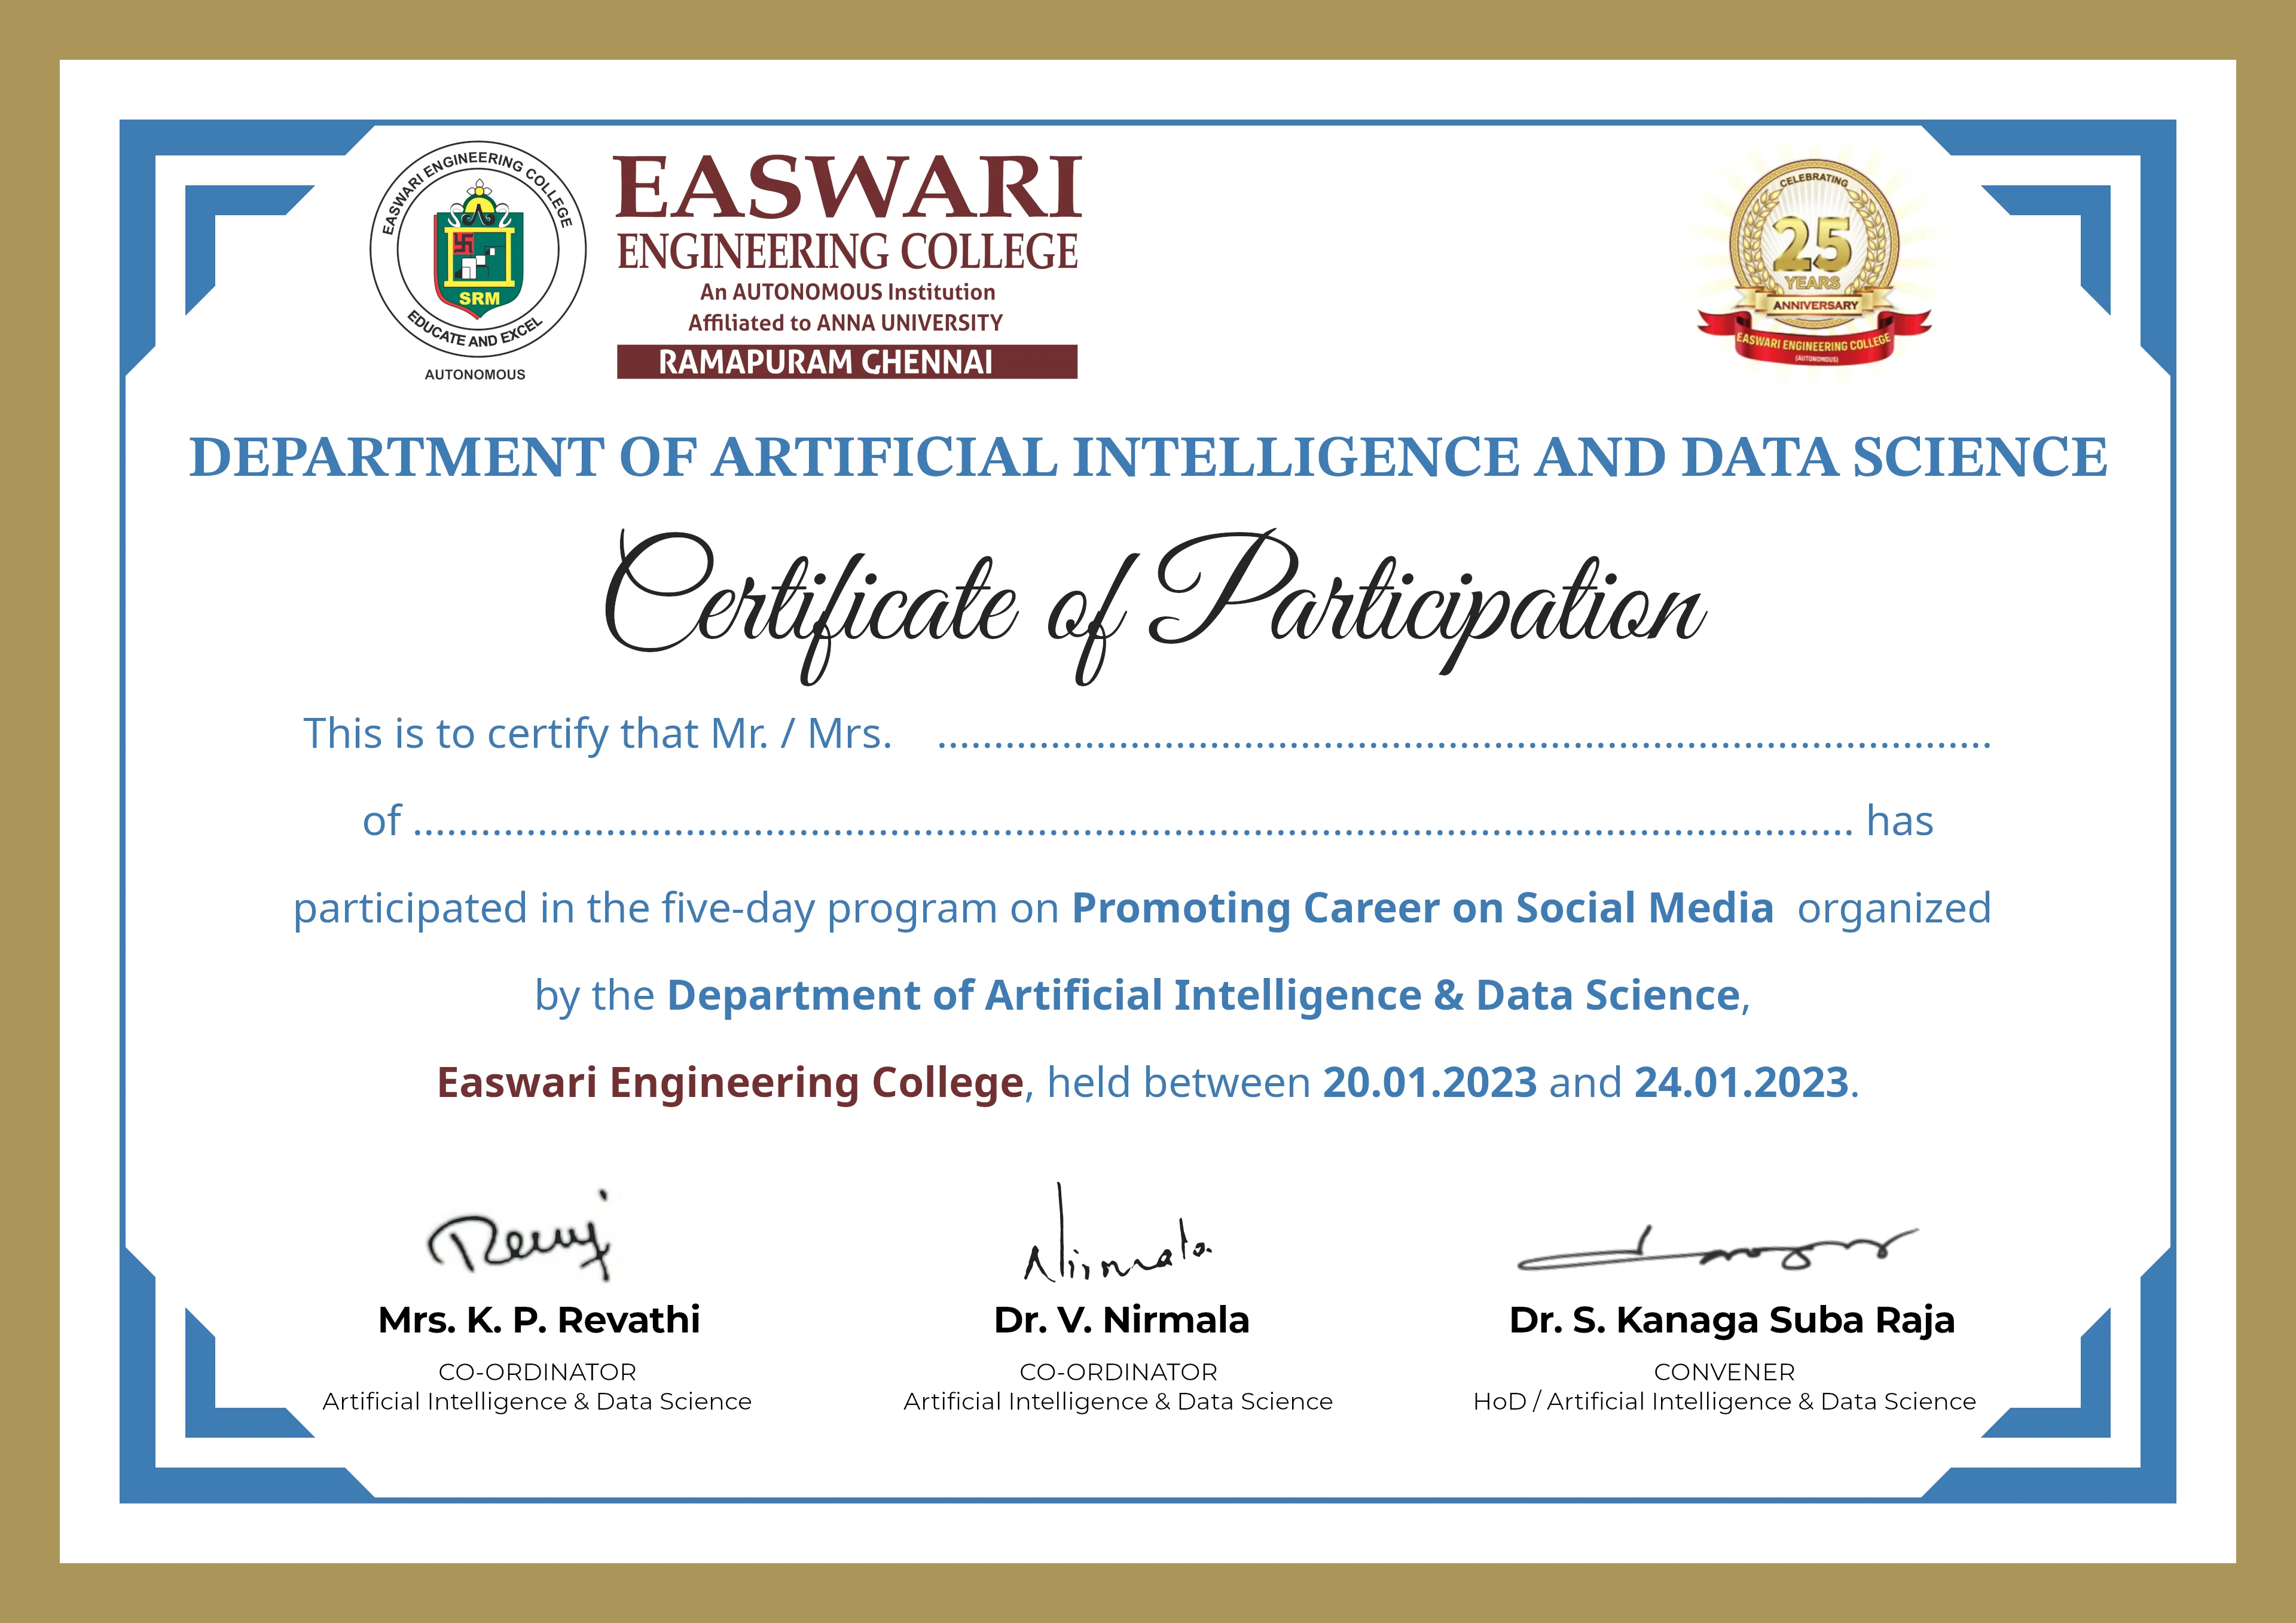 EASWARI ENGINEERING COLLEGE
SRM
EDUCATE AND EXCEL
AUTONOMOUS
EASWARI
ENGINEERING COLLEGE
An AUTONOMOUS Institution
Affiliated to ANNA UNIVERSITY
RAMAPURAM CHENNAI
CELEBRATING
25
YEARS
ANNIVERSARY
EASWARI ENGINEERING COLLEGE
(AUTONOMOUS)
DEPARTMENT OF ARTIFICIAL INTELLIGENCE AND DATA SCIENCE
Certificate of Participation
This is to certify that Mr. / Mrs. ............................................................................................
of .............................................................................................................................. has
participated in the five-day program on Promoting Career on Social Media organized
by the Department of Artificial Intelligence & Data Science,
Easwari Engineering College, held between 20.01.2023 and 24.01.2023.
Nirmala
Mrs. K. P. Revathi
CO-ORDINATOR
Artificial Intelligence & Data Science
Dr. V. Nirmala
CO-ORDINATOR
Artificial Intelligence & Data Science
Dr. S. Kanaga Suba Raja
CONVENER
HoD / Artificial Intelligence & Data Science